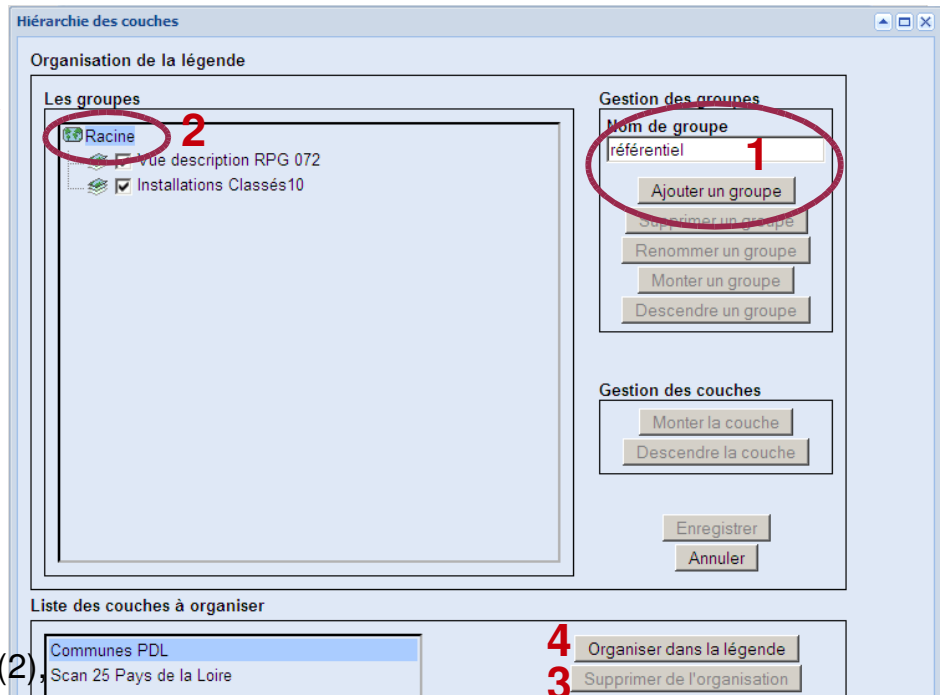 Hiérarchie des couches
Organisation de la légende
Les groupes
Racine
2
Vue description RPG 072
Installations Classés10
Gestion des groupes
Nom de groupe
référentiel
1
Ajouter un groupe
Supprimer un groupe
Renommer un groupe
Monter un groupe
Descendre un groupe
Gestion des couches
Monter la couche
Descendre la couche
Enregistrer
Annuler
Liste des couches à organiser
Communes PDL
(2),
Scan 25 Pays de la Loire
4
Organiser dans la légende
3
Supprimer de l'organisation